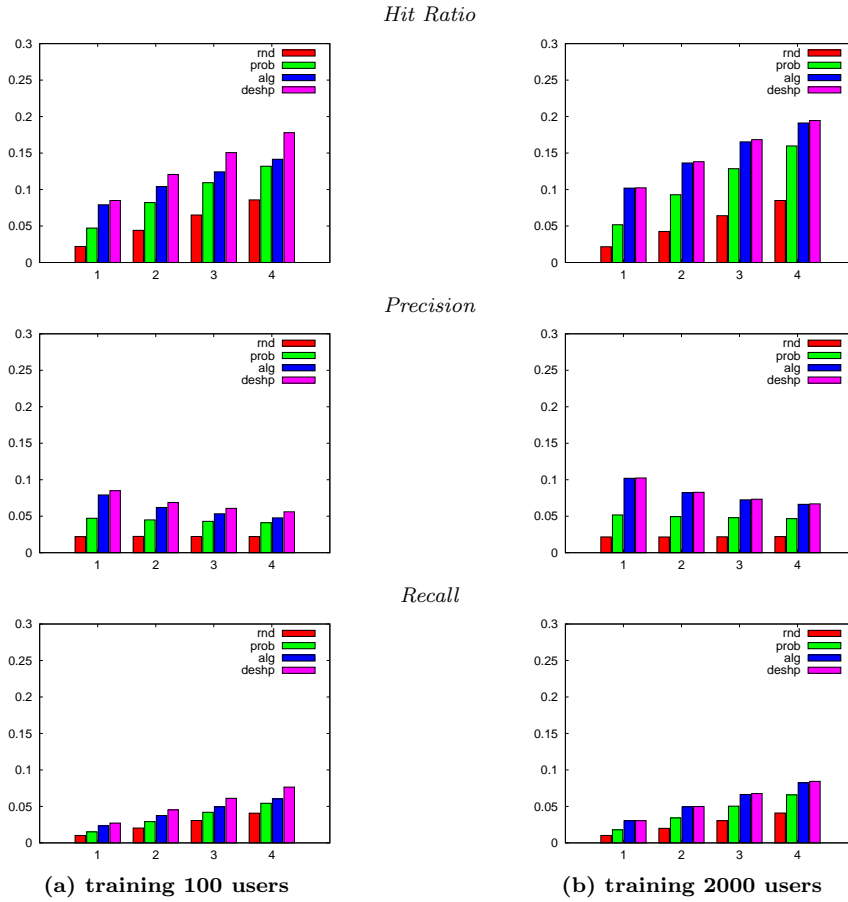 Hit Ratio
0.3
0.25
0.2
0.15
0.1
0.05
0
1 2 3 4
rnd
prob
alg
deshp
0.3
0.25
0.2
0.15
0.1
0.05
0
1 2 3 4
rnd
prob
alg
deshp
Precision
0.3
0.25
0.2
0.15
0.1
0.05
0
1 2 3 4
rnd
prob
alg
deshp
0.3
0.25
0.2
0.15
0.1
0.05
0
1 2 3 4
rnd
prob
alg
deshp
Recall
0.3
0.25
0.2
0.15
0.1
0.05
0
1 2 3 4
rnd
prob
alg
deshp
0.3
0.25
0.2
0.15
0.1
0.05
0
1 2 3 4
rnd
prob
alg
deshp
(a) training 100 users
(b) training 2000 users